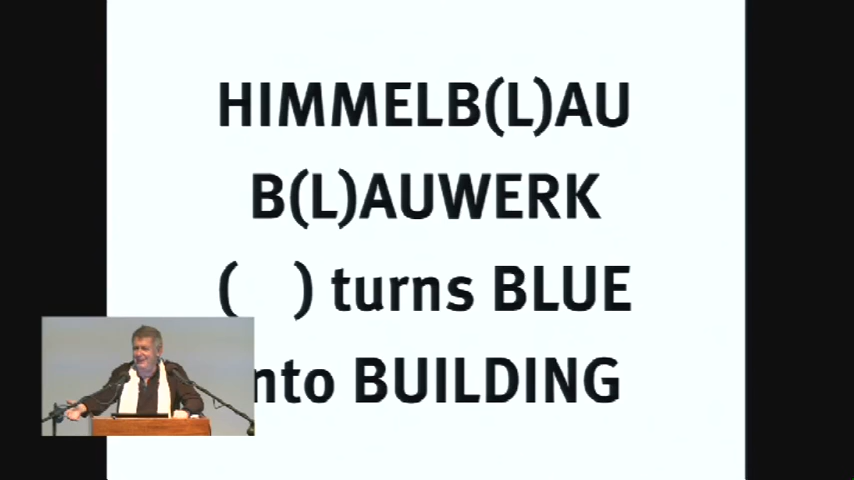 HIMMELB(L)AU
B(L)AUWERK
( ) turns BLUE
nto BUILDING